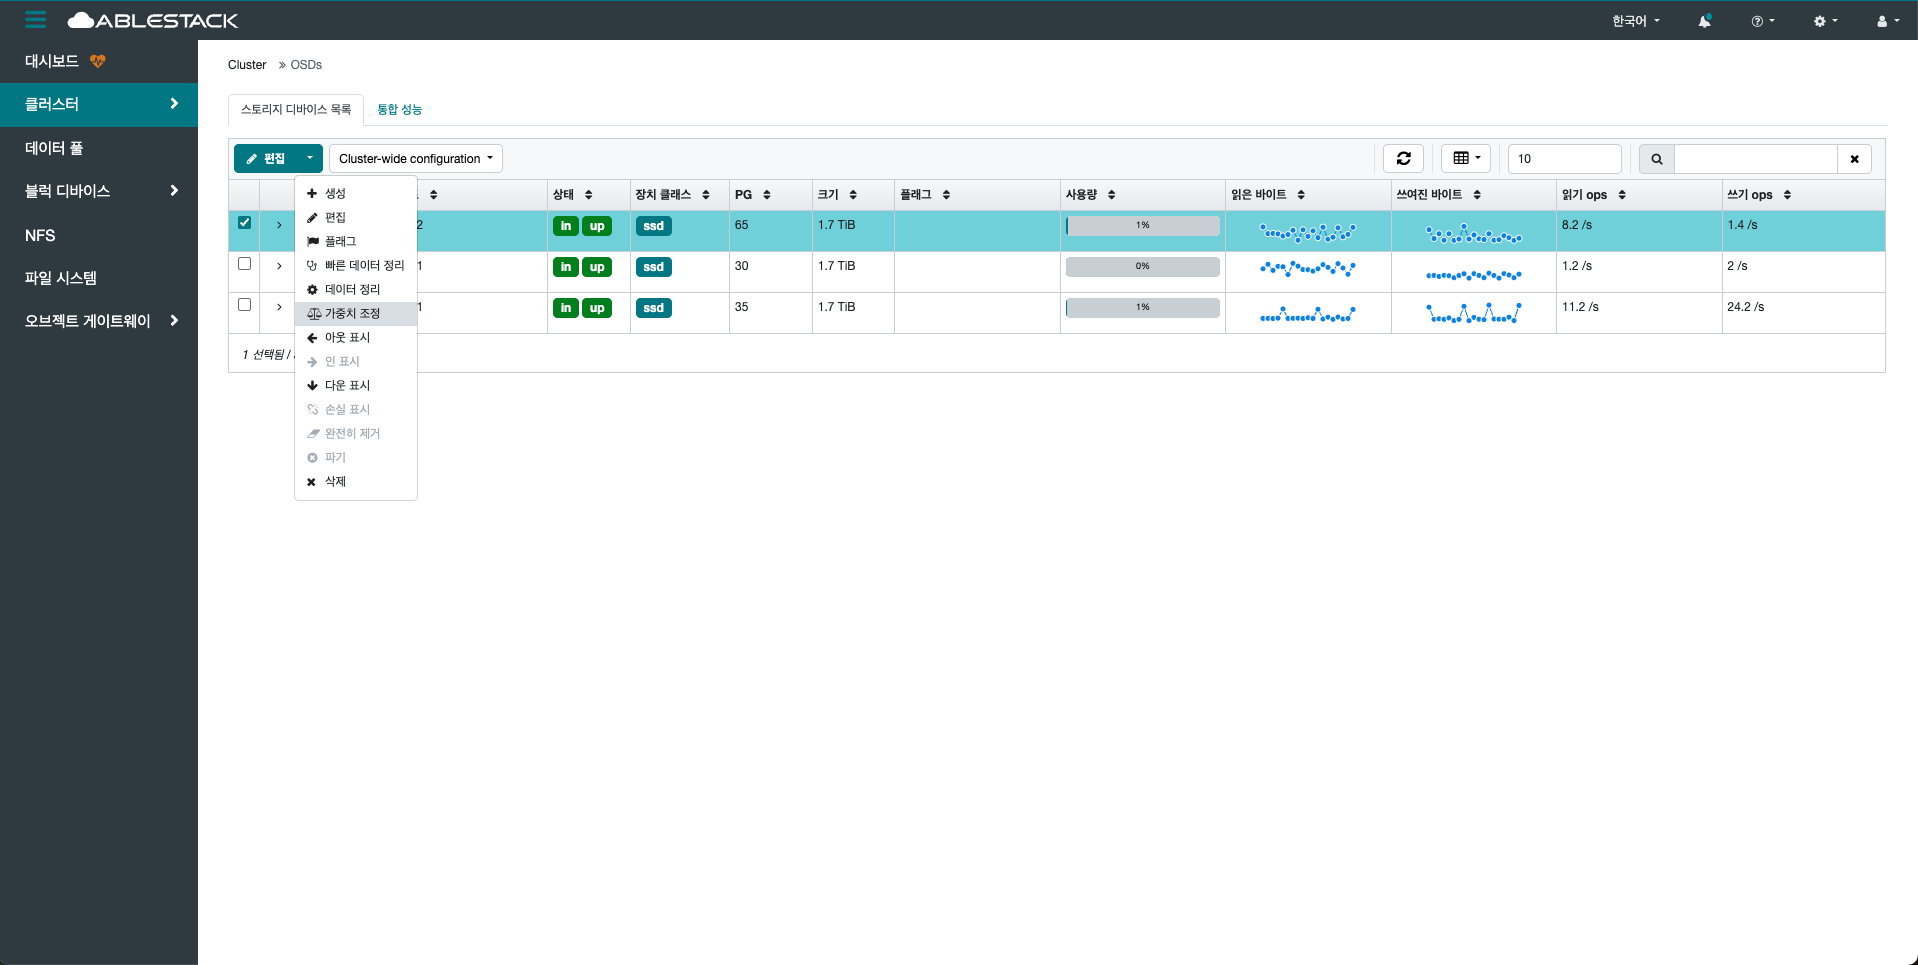 ABLESTACK
한국어
대시보드
클러스터
데이터 풀
블럭 디바이스
NFS
파일 시스템
오브젝트 게이트웨이
Cluster » OSDs
스토리지 디바이스 목록 통합 성능
편집 Cluster-wide configuration 10
상태 장치 클래스 PG 크기 플래그 사용량 읽은 바이트 쓰여진 바이트 읽기 ops 쓰기 ops
2 in up ssd 65 1.7 TiB 1% 8.2 /s 1.4 /s
1 in up ssd 30 1.7 TiB 0% 1.2 /s 2 /s
1 in up ssd 35 1.7 TiB 1% 11.2 /s 24.2 /s
1 선택됨 /
생성
편집
플래그
빠른 데이터 정리
데이터 정리
가중치 조정
아웃 표시
인 표시
다운 표시
손실 표시
완전히 제거
파기
삭제